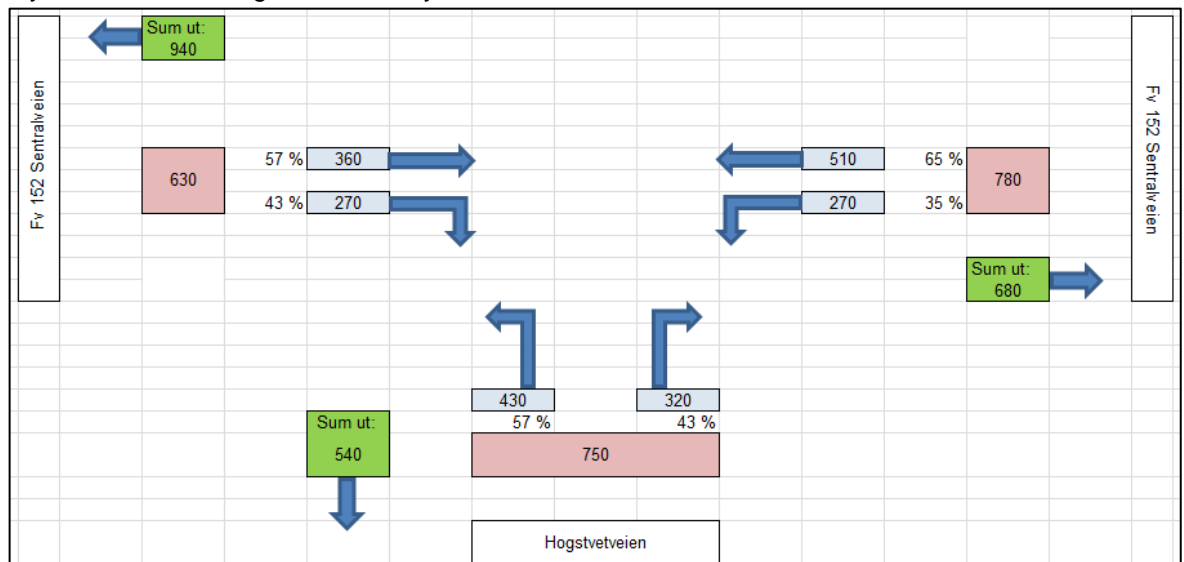 Sum ut:
940
Fv 152 Sentralveien
Fv 152 Sentralveien
57 % 360
510 65 %
630
780
43 % 270
270 35 %
Sum ut:
680
430
320
57 %
43 %
Sum ut:
540
750
Hogstvetveien